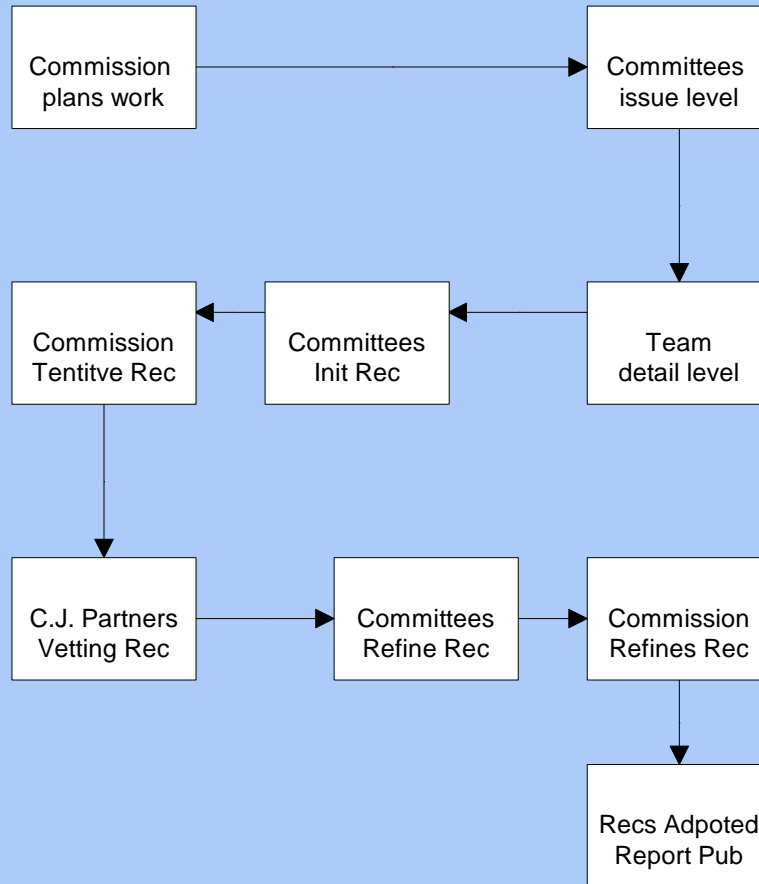 Commission
plans work
Committees
issue level
Team
detail level
Committees
Init Rec
Commission
Tentitve Rec
C.J. Partners
Vetting Rec
Committees
Refine Rec
Commission
Refines Rec
Recs Adpoted
Report Pub